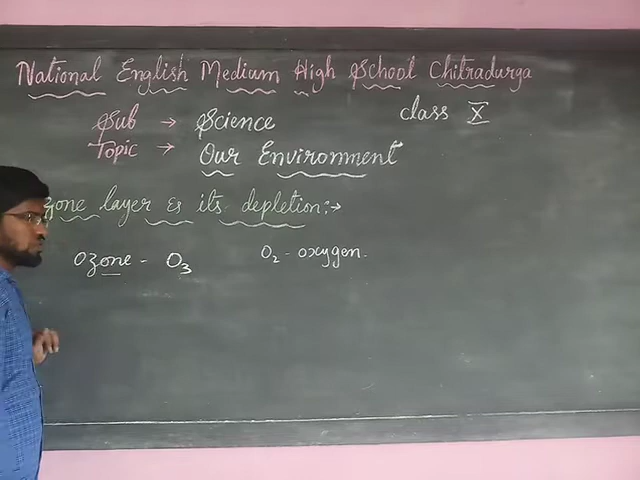 National English Medium High School Chitradurga
Sub → Science
class X
Topic → Our Environment
zone layer & its depletion:→
Ozone - O₃
O₂ - oxygen.